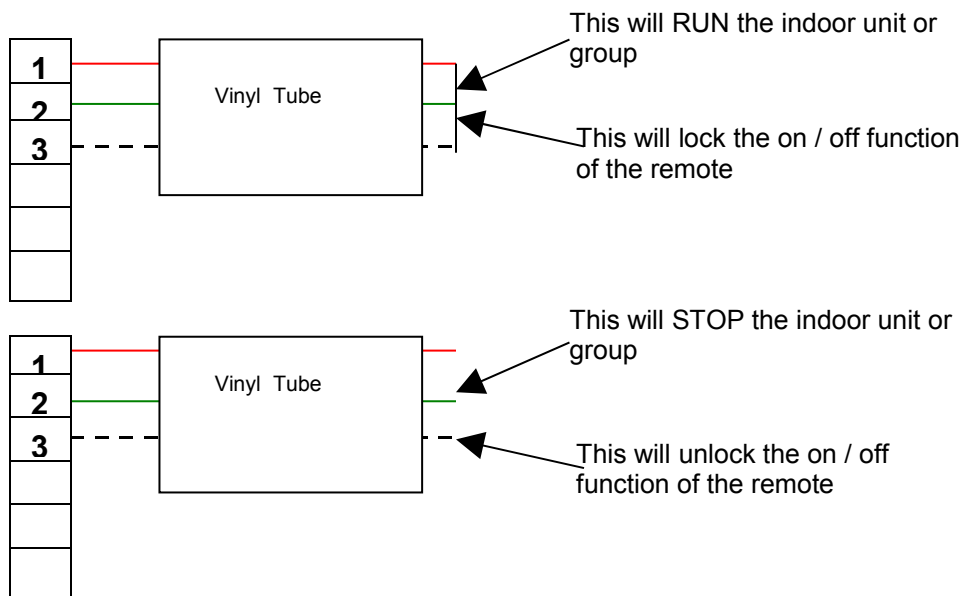 This will RUN the indoor unit or
group
1
2
3
Vinyl Tube
This will lock the on / off function
of the remote
This will STOP the indoor unit or
group
1
2
3
Vinyl Tube
This will unlock the on / off
function of the remote